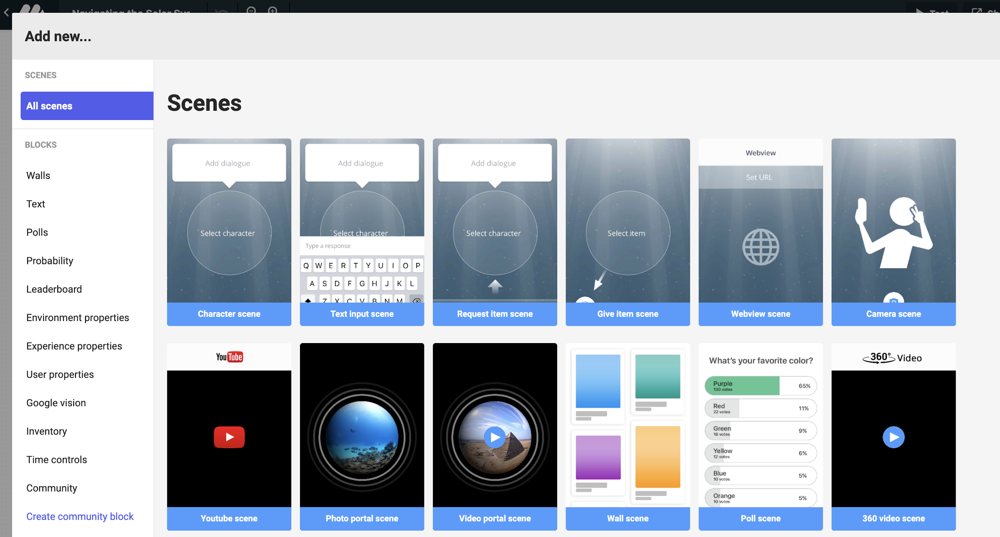 Navigating the Solar Sys
Test
Add new...
SCENES
All scenes
BLOCKS
Walls
Text
Polls
Probability
Leaderboard
Environment properties
Experience properties
User properties
Google vision
Inventory
Time controls
Community
Create community block
Scenes
Add dialogue
Select character
Character scene
Add dialogue
Select character
Type a response
Q W E R T Y U I O P
A S D F G H J K L
Z X C V B N M
Text input scene
Add dialogue
Select character
Request item scene
Select item
Give item scene
Webview
Set URL
Webview scene
Camera scene
YouTube
Youtube scene
Photo portal scene
Video portal scene
Wall scene
What's your favorite color?
Purple
130 votes
65%
Red
22 votes
11%
Green
18 votes
9%
Yellow
12 votes
6%
Blue
10 votes
5%
Orange
10 votes
5%
Poll scene
360° Video
360 video scene